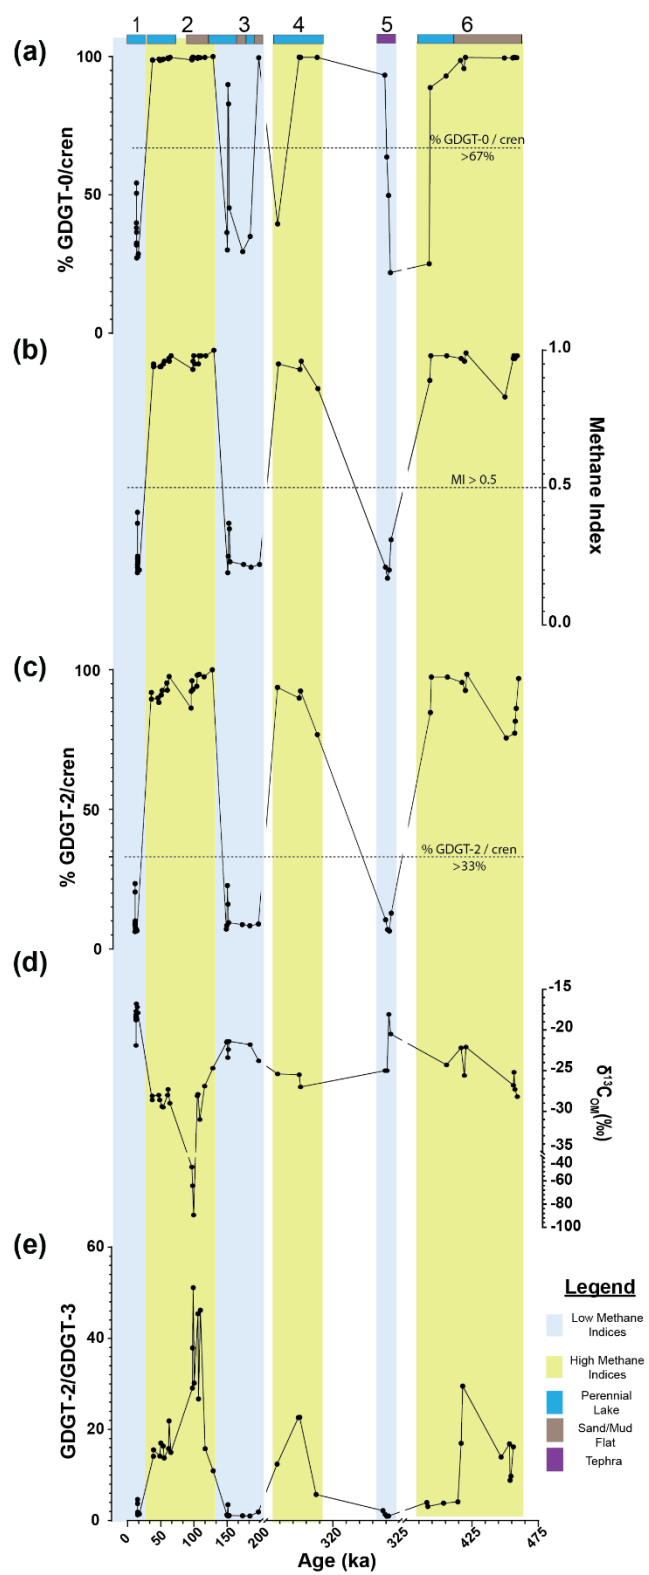 1 2 3 4 5 6
(a)
100
50
0
% GDGT-0/cren
% GDGT-0 / cren
>67%
(b)
1.0
0.5
0.0
Methane Index
MI > 0.5
(c)
100
50
0
% GDGT-2/cren
% GDGT-2 / cren
>33%
(d)
-15
-20
-25
-30
-35
-40
-60
-80
-100
δ¹³C_OM(‰)
(e)
60
40
20
0
GDGT-2/GDGT-3
0 50 100 150 200 320 325 425 475
Age (ka)
Legend
Low Methane
Indices
High Methane
Indices
Perennial
Lake
Sand/Mud
Flat
Tephra